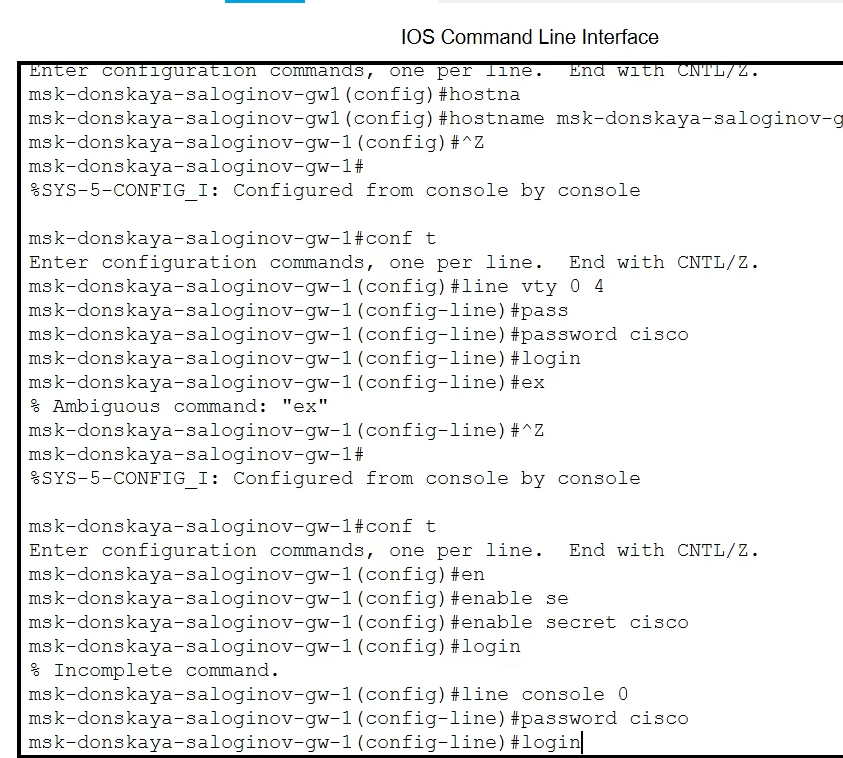 IOS Command Line Interface
Enter configuration commands, one per line.  End with CNTL/Z.
msk-donskaya-saloginov-gw1(config)#hostna
msk-donskaya-saloginov-gw1(config)#hostname msk-donskaya-saloginov-g
msk-donskaya-saloginov-gw-1(config)#^Z
msk-donskaya-saloginov-gw-1#
%SYS-5-CONFIG_I: Configured from console by console
msk-donskaya-saloginov-gw-1#conf t
Enter configuration commands, one per line.  End with CNTL/Z.
msk-donskaya-saloginov-gw-1(config)#line vty 0 4
msk-donskaya-saloginov-gw-1(config-line)#pass
msk-donskaya-saloginov-gw-1(config-line)#password cisco
msk-donskaya-saloginov-gw-1(config-line)#login
msk-donskaya-saloginov-gw-1(config-line)#ex
% Ambiguous command: "ex"
msk-donskaya-saloginov-gw-1(config-line)#^Z
msk-donskaya-saloginov-gw-1#
%SYS-5-CONFIG_I: Configured from console by console
msk-donskaya-saloginov-gw-1#conf t
Enter configuration commands, one per line.  End with CNTL/Z.
msk-donskaya-saloginov-gw-1(config)#en
msk-donskaya-saloginov-gw-1(config)#enable se
msk-donskaya-saloginov-gw-1(config)#enable secret cisco
msk-donskaya-saloginov-gw-1(config)#login
% Incomplete command.
msk-donskaya-saloginov-gw-1(config)#line console 0
msk-donskaya-saloginov-gw-1(config-line)#password cisco
msk-donskaya-saloginov-gw-1(config-line)#login